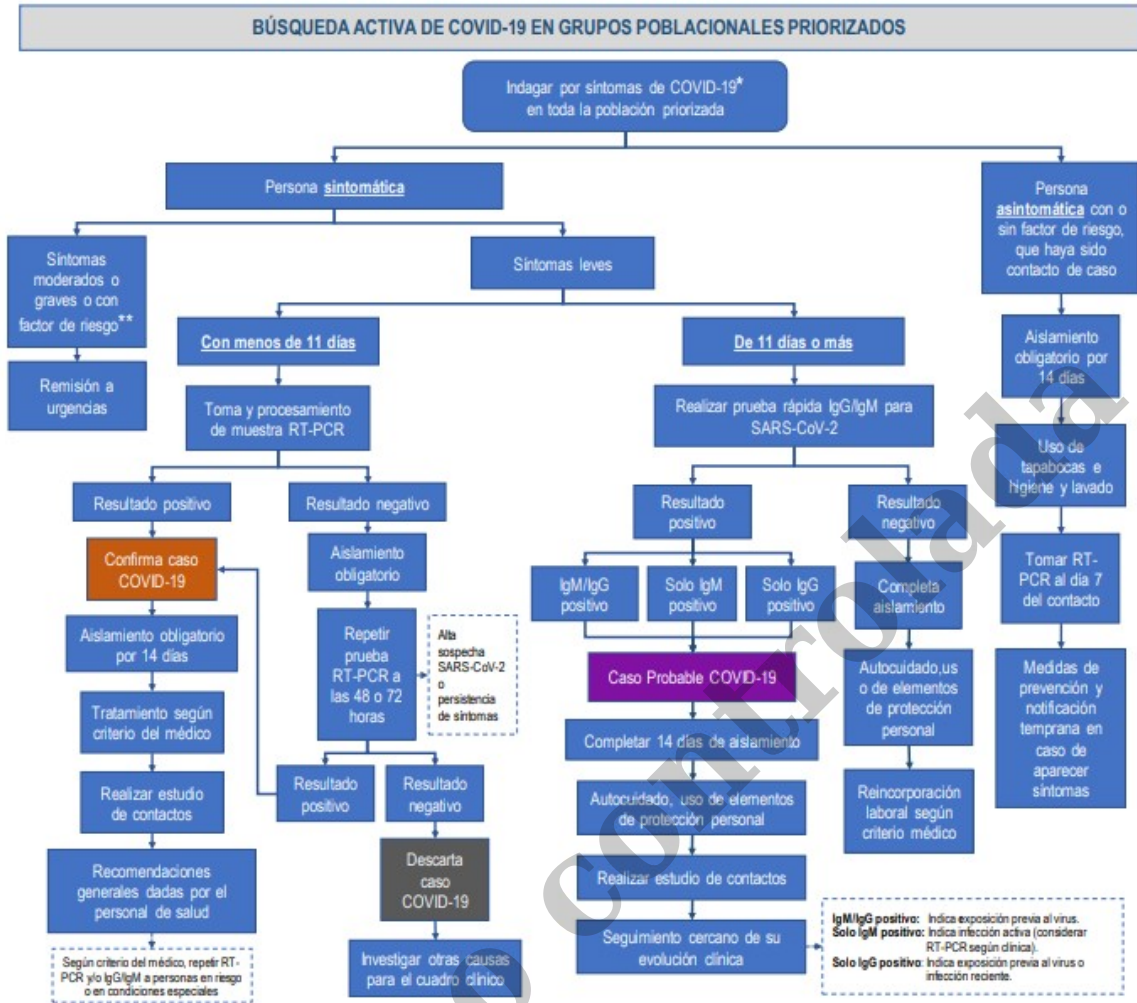 BÚSQUEDA ACTIVA DE COVID-19 EN GRUPOS POBLACIONALES PRIORIZADOS
Indagar por síntomas de COVID-19*
en toda la población priorizada
Persona sintomática
Síntomas
moderados o
graves o con
factor de riesgo**
Remisión a
urgencias
Síntomas leves
Con menos de 11 días
Toma y procesamiento
de muestra RT-PCR
Resultado positivo
Confirma caso
COVID-19
Aislamiento obligatorio
por 14 días
Tratamiento según
criterio del médico
Realizar estudio
de contactos
Recomendaciones
generales dadas por el
personal de salud
Según criterio del médico, repetir RT-
PCR y/o IgG/IgM a personas en riesgo
o en condiciones especiales
Resultado negativo
Aislamiento
obligatorio
Repetir
prueba
RT-PCR a
las 48 o 72
horas
Alta
sospecha
SARS-CoV-2
o
persistencia
de síntomas
Resultado
positivo
Resultado
negativo
Descarta
caso
COVID-19
Investigar otras causas
para el cuadro clínico
De 11 días o más
Realizar prueba rápida IgG/IgM para
SARS-CoV-2
Resultado
positivo
IgM/IgG
positivo
Solo IgM
positivo
Solo IgG
positivo
Caso Probable COVID-19
Completar 14 días de aislamiento
Autocuidado, uso de elementos
de protección personal
Realizar estudio de contactos
Seguimiento cercano de su
evolución clínica
IgM/IgG positivo: Indica exposición previa al virus.
Solo IgM positivo: Indica infección activa (considerar
RT-PCR según clínica).
Solo IgG positivo: Indica exposición previa al virus o
infección reciente.
Resultado
negativo
Completa
aislamiento
Autocuidado,us
o de elementos
de protección
personal
Reincorporación
laboral según
criterio médico
Persona
asintomática con o
sin factor de riesgo,
que haya sido
contacto de caso
Aislamiento
obligatorio por
14 días
Uso de
tapabocas e
higiene y lavado
Tomar RT-
PCR al día 7
del contacto
Medidas de
prevención y
notificación
temprana en
caso de
aparecer
síntomas
o controlada